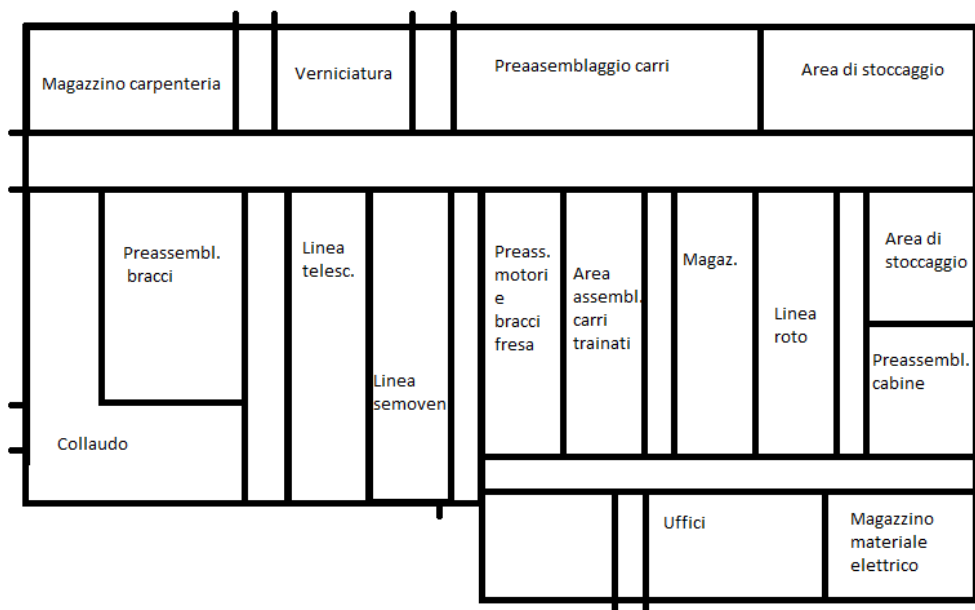 Magazzino carpenteria
Verniciatura
Preaasemblaggio carri
Area di stoccaggio
Preassembl.
bracci
Linea
telesc.
Linea
semoven
Preass.
motori
e
bracci
fresa
Area
assembl.
carri
trainati
Magaz.
Linea
roto
Area di
stoccaggio
Preassembl.
cabine
Collaudo
Uffici
Magazzino
materiale
elettrico